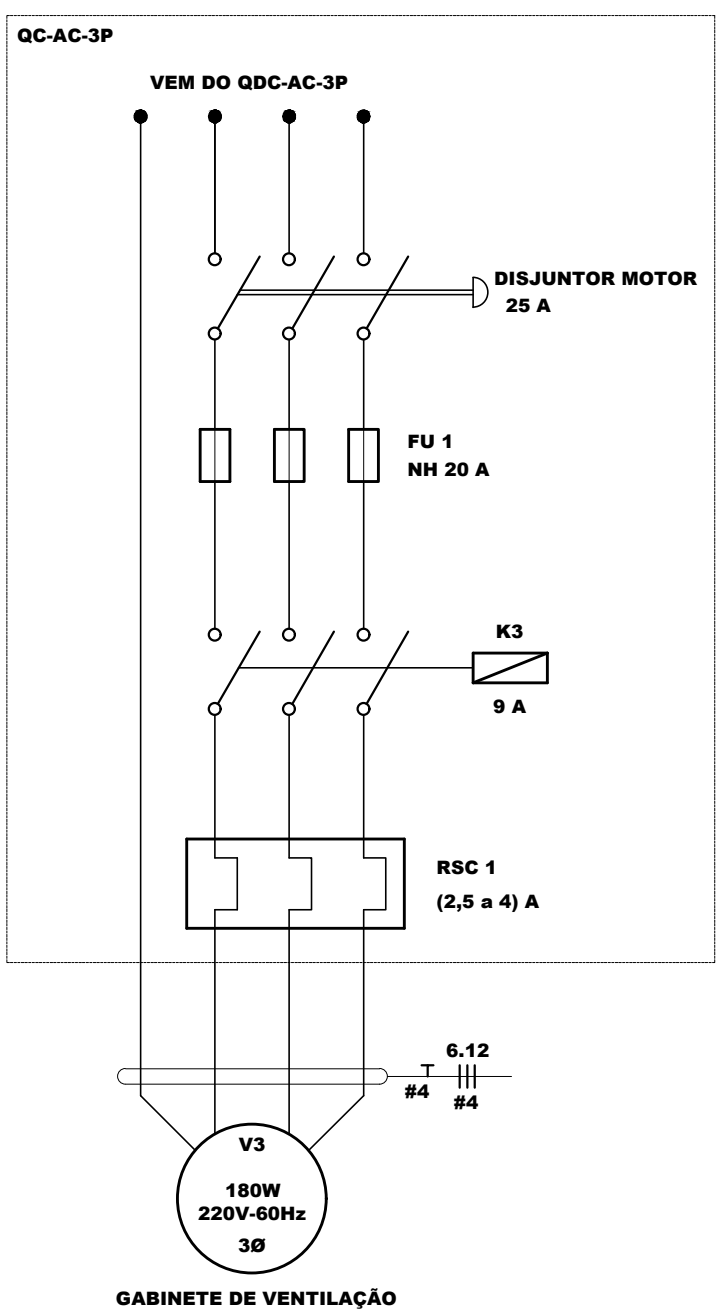 QC-AC-3P
VEM DO QDC-AC-3P
DISJUNTOR MOTOR
25 A
FU 1
NH 20 A
K3
9 A
RSC 1
(2,5 a 4) A
6.12
#4
#4
V3
180W
220V-60Hz
3Ø
GABINETE DE VENTILAÇÃO